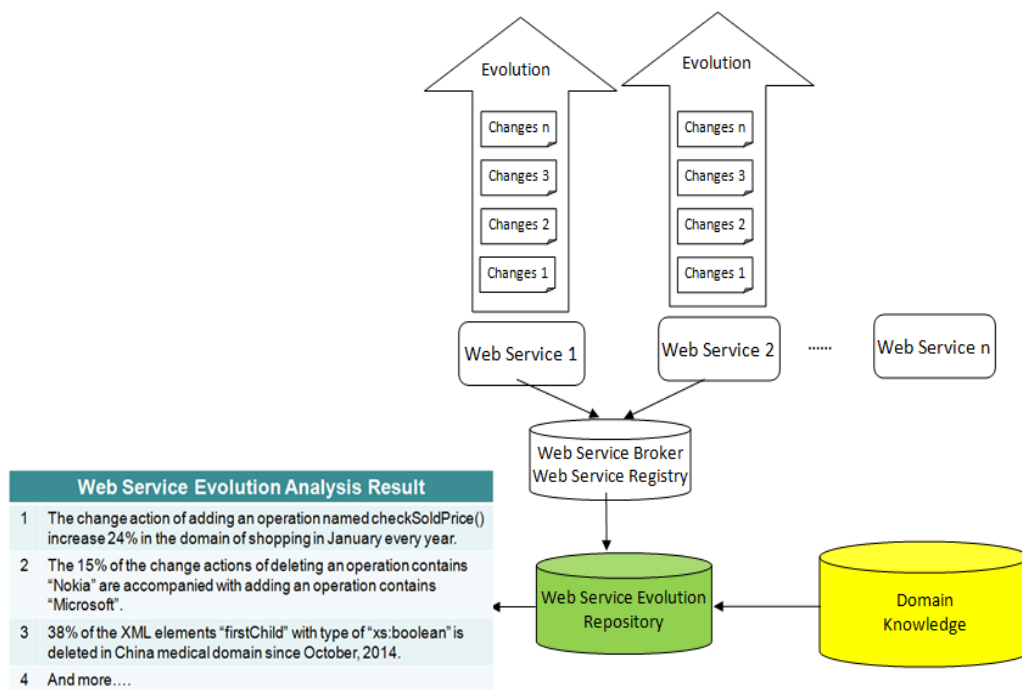 Evolution
Changes n
Changes 3
Changes 2
Changes 1
Evolution
Changes n
Changes 3
Changes 2
Changes 1
Web Service 1
Web Service 2
......
Web Service n
Web Service Broker
Web Service Registry
Web Service Evolution
Repository
Domain
Knowledge
Web Service Evolution Analysis Result
1 The change action of adding an operation named checkSoldPrice()
increase 24% in the domain of shopping in January every year.
2 The 15% of the change actions of deleting an operation contains
“Nokia” are accompanied with adding an operation contains
“Microsoft”.
3 38% of the XML elements “firstChild” with type of “xs:boolean” is
deleted in China medical domain since October, 2014.
4 And more….